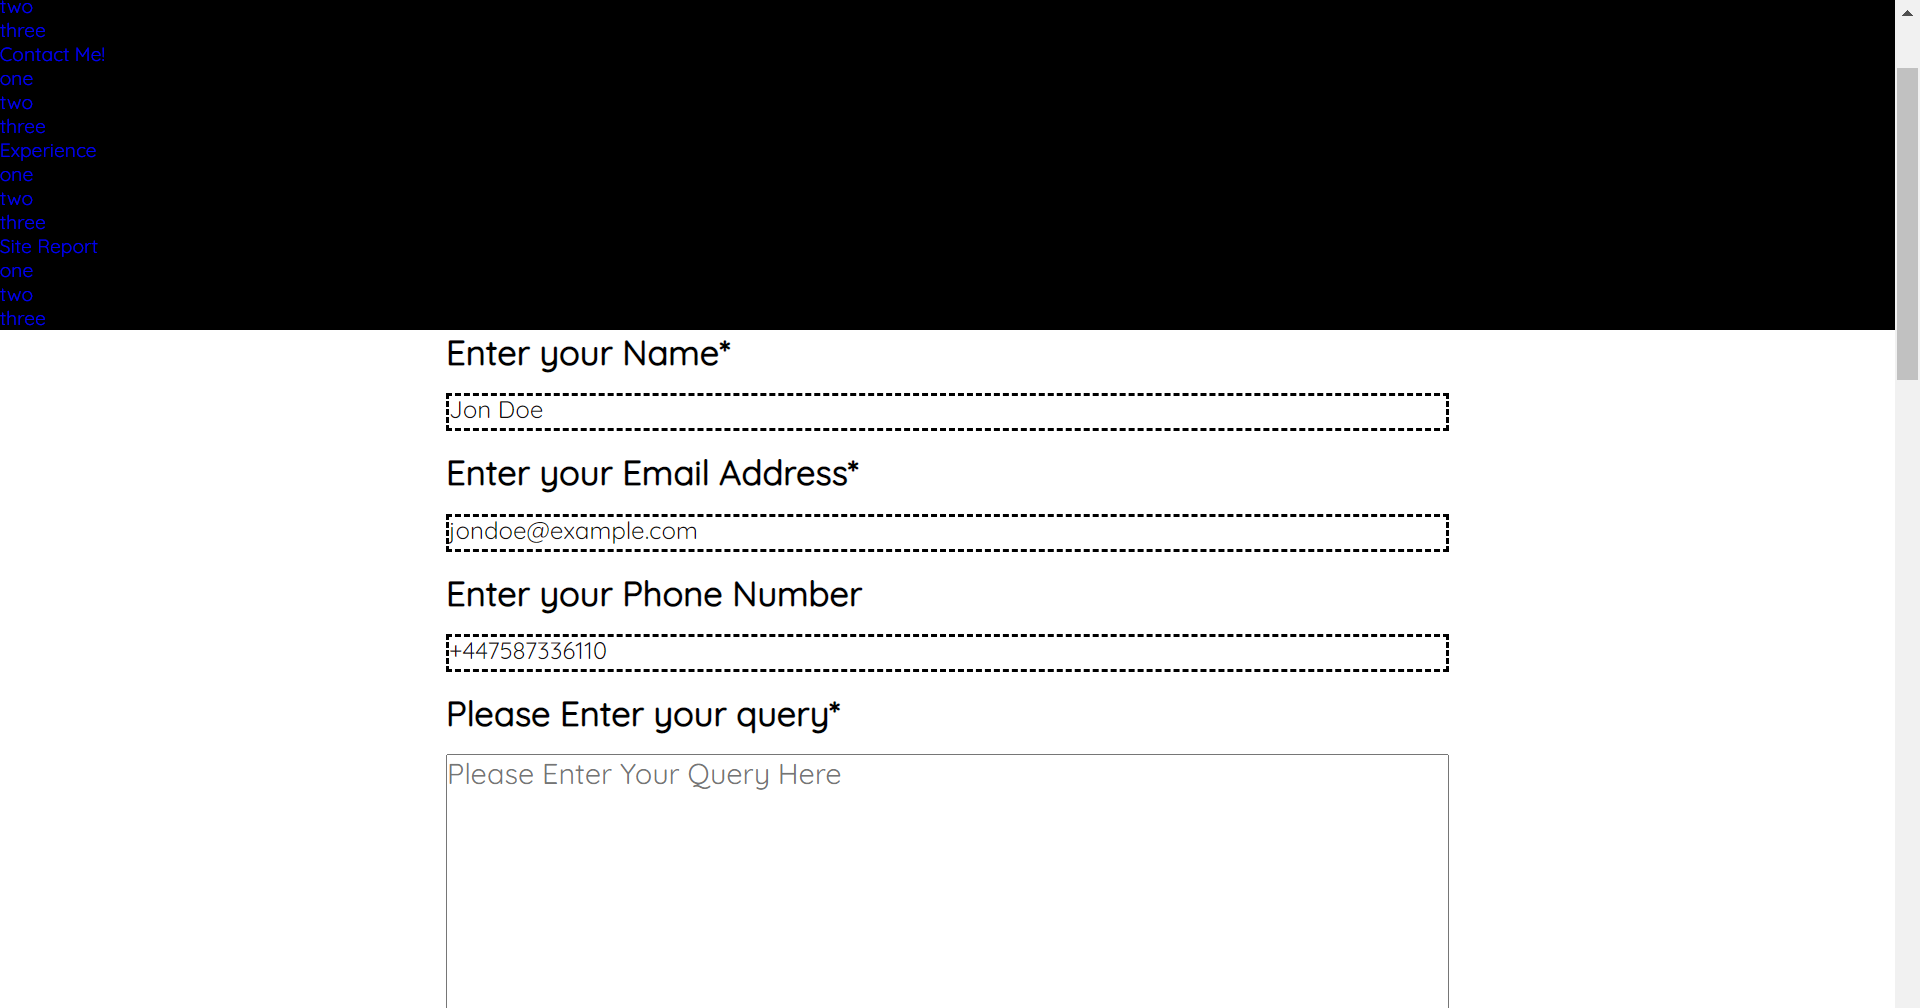 two
three
Contact Me!
one
two
three
Experience
one
two
three
Site Report
one
two
three
Enter your Name*
Jon Doe
Enter your Email Address*
jondoe@example.com
Enter your Phone Number
+447587336110
Please Enter your query*
Please Enter Your Query Here